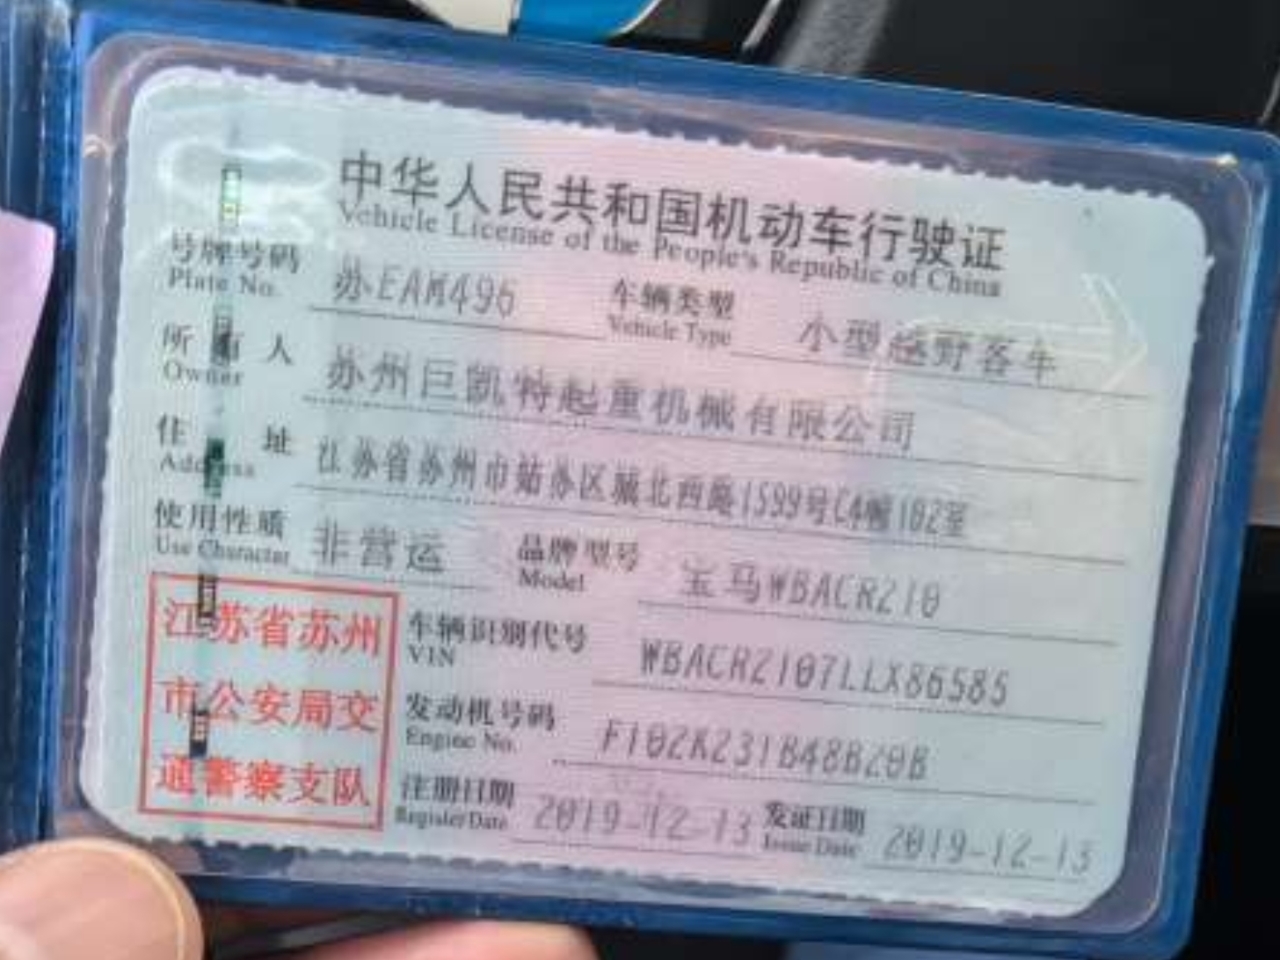 中华人民共和国机动车行驶证
Vehicle License of the People's Republic of China
号牌号码 苏EAM496 车辆类型 小型越野客车
Plate No. Vehicle Type
所有人 苏州巨凯特起重机械有限公司
Owner
住址 江苏省苏州市姑苏区城北西路1599号C4幢102室
Address
使用性质 非营运 品牌型号 宝马WBACR210
Use Character Model
江苏省苏州
市公安局交
通警察支队
车辆识别代号 WBACR2107LLX86585
VIN
发动机号码 F102K231B48B20B
Engine No.
注册日期 2019-12-13 发证日期 2019-12-13
Register Date Issue Date